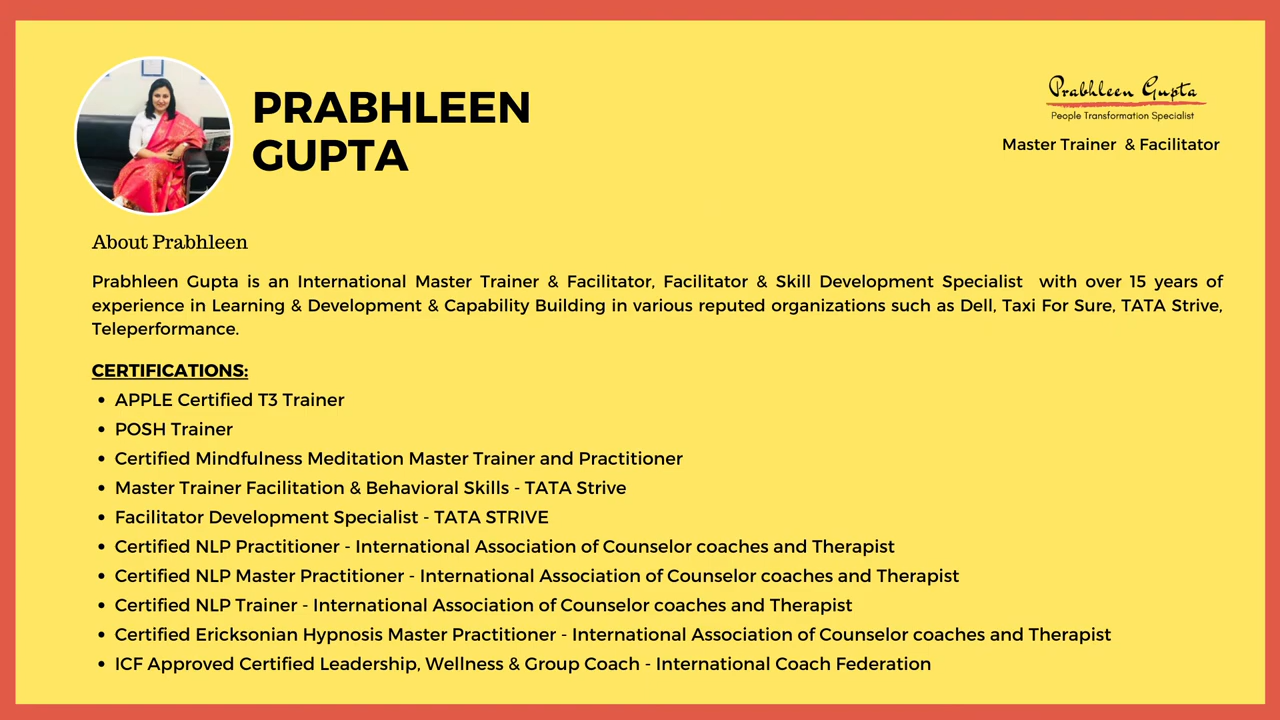 PRABHLEEN
GUPTA
Prabhleen Gupta
People Transformation Specialist
Master Trainer & Facilitator
About Prabhleen
Prabhleen Gupta is an International Master Trainer & Facilitator, Facilitator & Skill Development Specialist with over 15 years of
experience in Learning & Development & Capability Building in various reputed organizations such as Dell, Taxi For Sure, TATA Strive,
Teleperformance.
CERTIFICATIONS:
• APPLE Certified T3 Trainer
• POSH Trainer
• Certified Mindfulness Meditation Master Trainer and Practitioner
• Master Trainer Facilitation & Behavioral Skills - TATA Strive
• Facilitator Development Specialist - TATA STRIVE
• Certified NLP Practitioner - International Association of Counselor coaches and Therapist
• Certified NLP Master Practitioner - International Association of Counselor coaches and Therapist
• Certified NLP Trainer - International Association of Counselor coaches and Therapist
• Certified Ericksonian Hypnosis Master Practitioner - International Association of Counselor coaches and Therapist
• ICF Approved Certified Leadership, Wellness & Group Coach - International Coach Federation